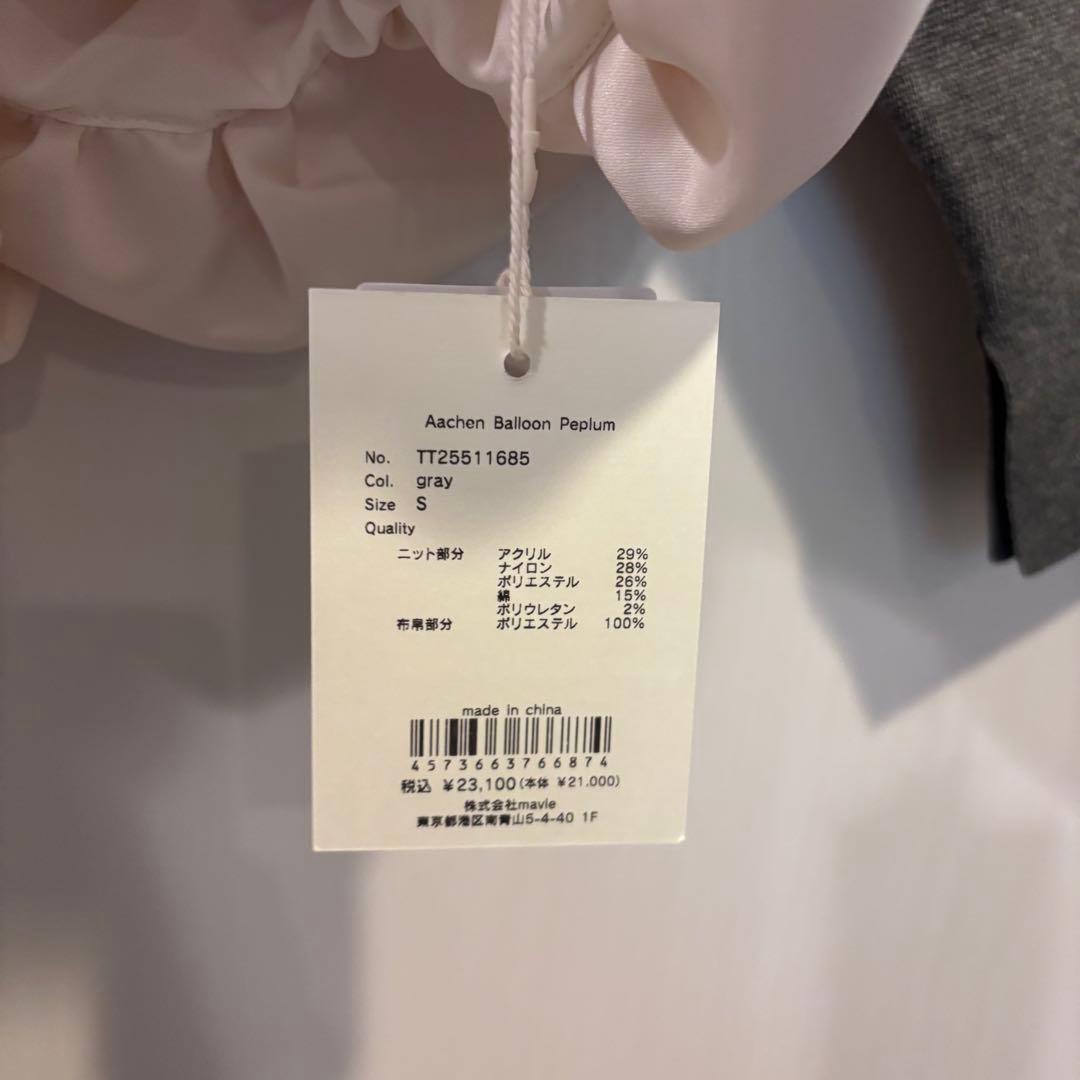 Aachen Balloon Peplum
No. TT25511685
Col. gray
Size S
Quality
ニット部分 アクリル 29%
ナイロン 28%
ポリエステル 26%
綿 15%
ポリウレタン 2%
布帛部分 ポリエステル 100%
made in china
4573663766874
税込 ¥23,100(本体 ¥21.000)
株式会社mavie
東京都港区南青山5-4-40 1F